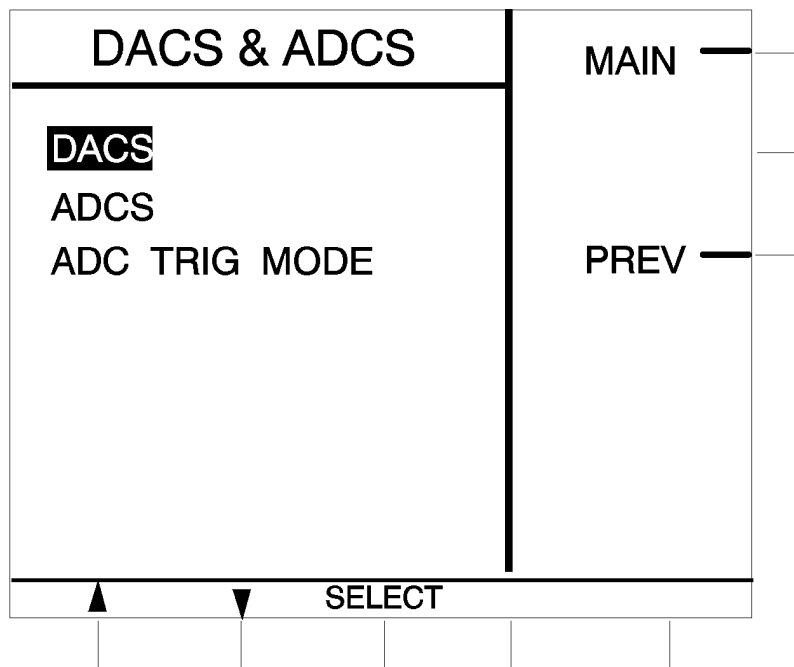 DACS & ADCS
MAIN
DACS
ADCS
ADC TRIG MODE
PREV
SELECT